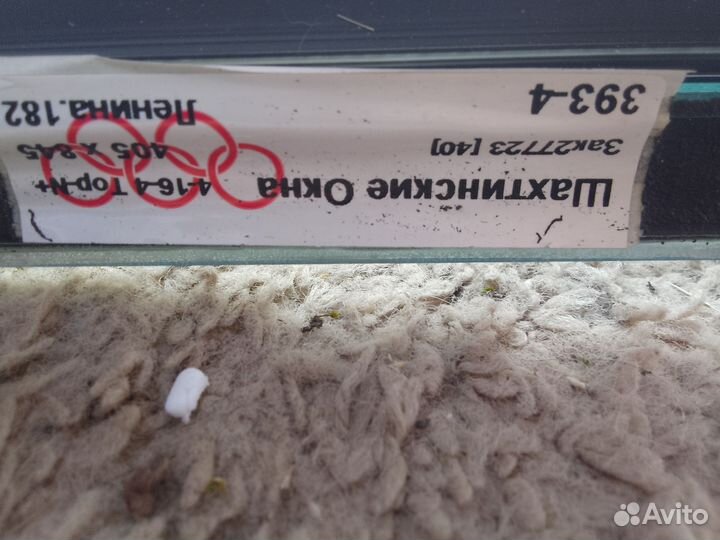 Шахтинские Окна
4-16-4 Top-N+
Зак27723 [40]
405 x 845
393-4
Ленина.182
Avito